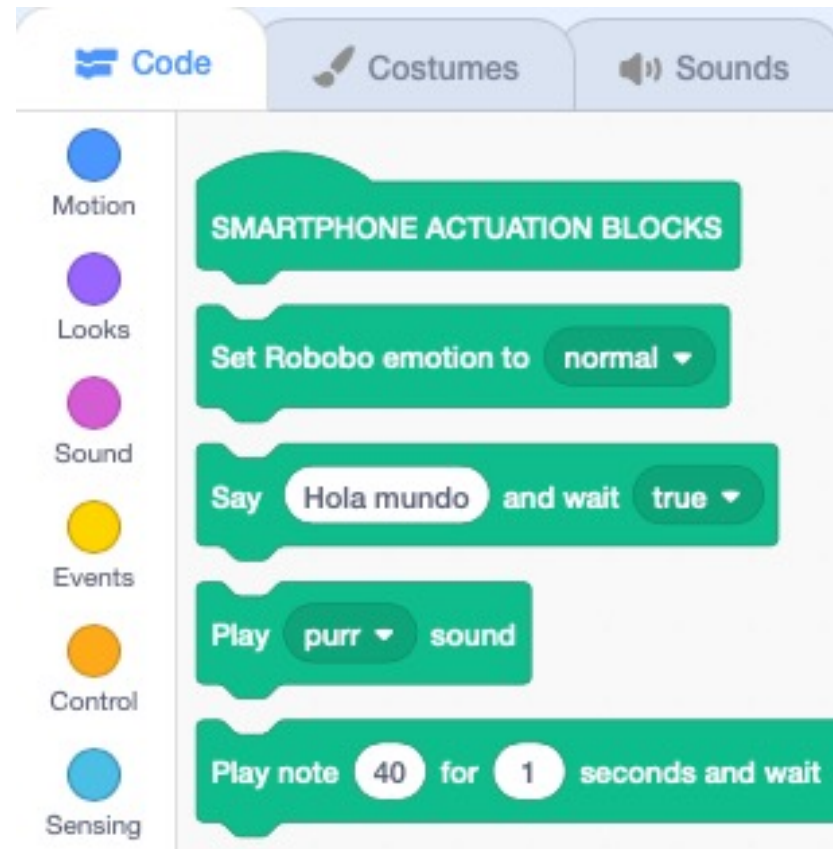 Code Costumes Sounds
Motion
Looks
Sound
Events
Control
Sensing
SMARTPHONE ACTUATION BLOCKS
Set Robobo emotion to normal
Say Hola mundo and wait true
Play purr sound
Play note 40 for 1 seconds and wait